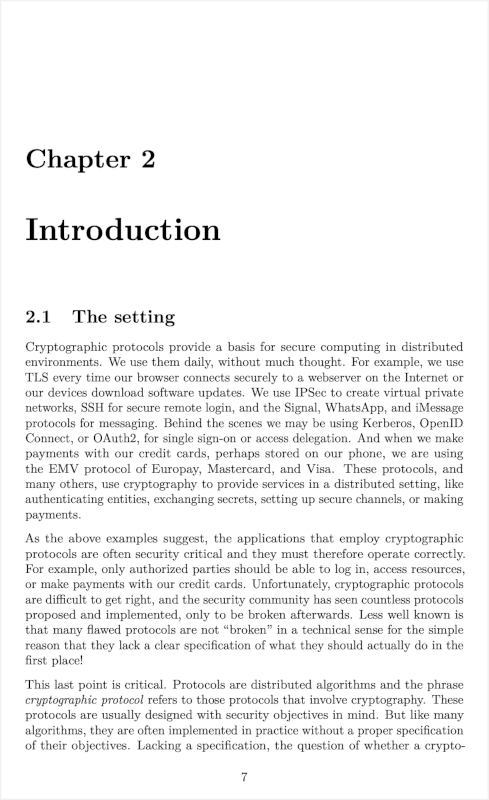 Chapter 2
Introduction
2.1 The setting
Cryptographic protocols provide a basis for secure computing in distributed
environments. We use them daily, without much thought. For example, we use
TLS every time our browser connects securely to a webserver on the Internet or
our devices download software updates. We use IPSec to create virtual private
networks, SSH for secure remote login, and the Signal, WhatsApp, and iMessage
protocols for messaging. Behind the scenes we may be using Kerberos, OpenID
Connect, or OAuth2, for single sign-on or access delegation. And when we make
payments with our credit cards, perhaps stored on our phone, we are using
the EMV protocol of Europay, Mastercard, and Visa. These protocols, and
many others, use cryptography to provide services in a distributed setting, like
authenticating entities, exchanging secrets, setting up secure channels, or making
payments.
As the above examples suggest, the applications that employ cryptographic
protocols are often security critical and they must therefore operate correctly.
For example, only authorized parties should be able to log in, access resources,
or make payments with our credit cards. Unfortunately, cryptographic protocols
are difficult to get right, and the security community has seen countless protocols
proposed and implemented, only to be broken afterwards. Less well known is
that many flawed protocols are not “broken” in a technical sense for the simple
reason that they lack a clear specification of what they should actually do in the
first place!
This last point is critical. Protocols are distributed algorithms and the phrase
cryptographic protocol refers to those protocols that involve cryptography. These
protocols are usually designed with security objectives in mind. But like many
algorithms, they are often implemented in practice without a proper specification
of their objectives. Lacking a specification, the question of whether a crypto-
7